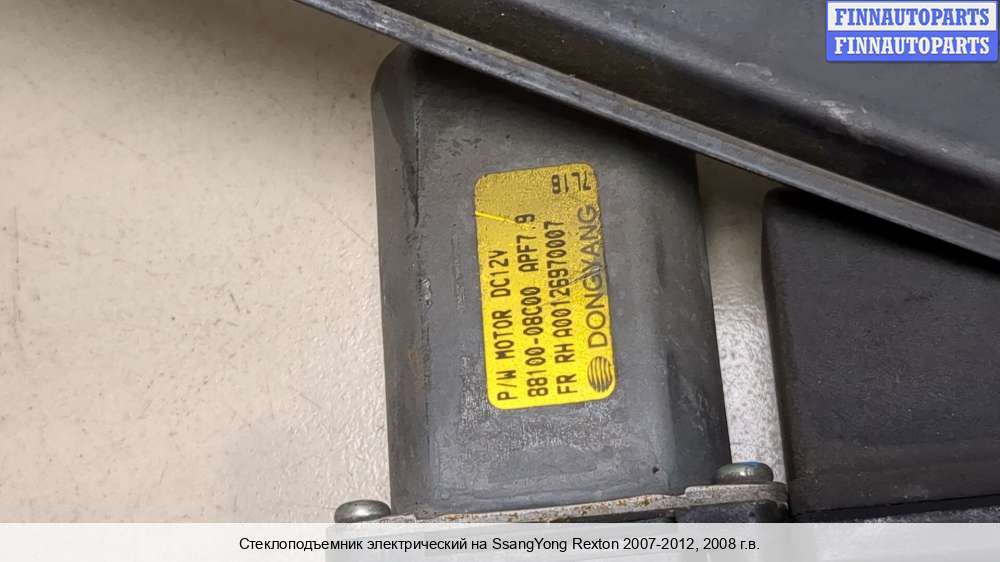 FINNAUTOPARTS
FINNAUTOPARTS
P/W MOTOR DC12V
88100-08C00 APF7.9
FR RH A00126970007
DONGYANG
7L18
Стеклоподъемник электрический на SsangYong Rexton 2007-2012, 2008 г.в.